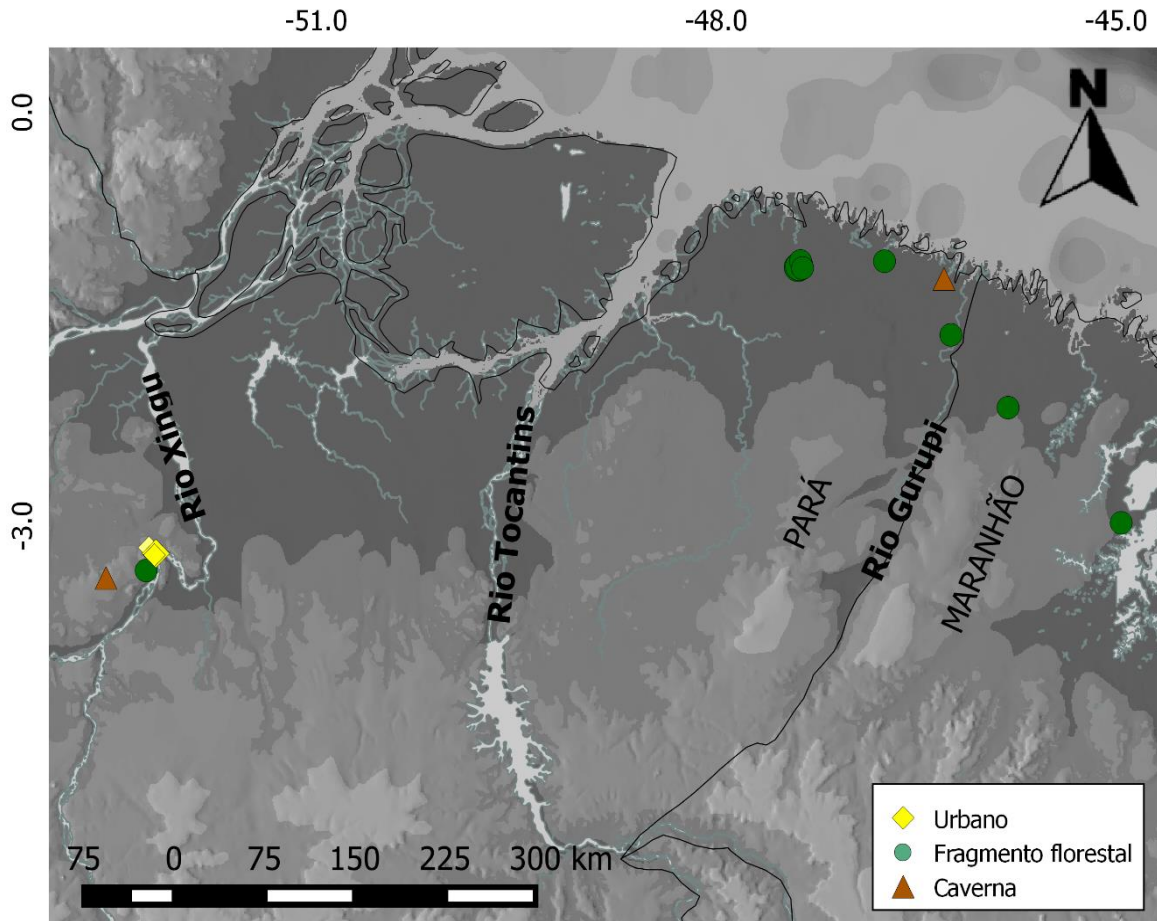 -51.0 -48.0 -45.0
0.0
N
Rio Xingu
Rio Tocantins
Rio Gurupi
PARÁ
MARANHÃO
-3.0
75 0 75 150 225 300 km
Urbano
Fragmento florestal
Caverna